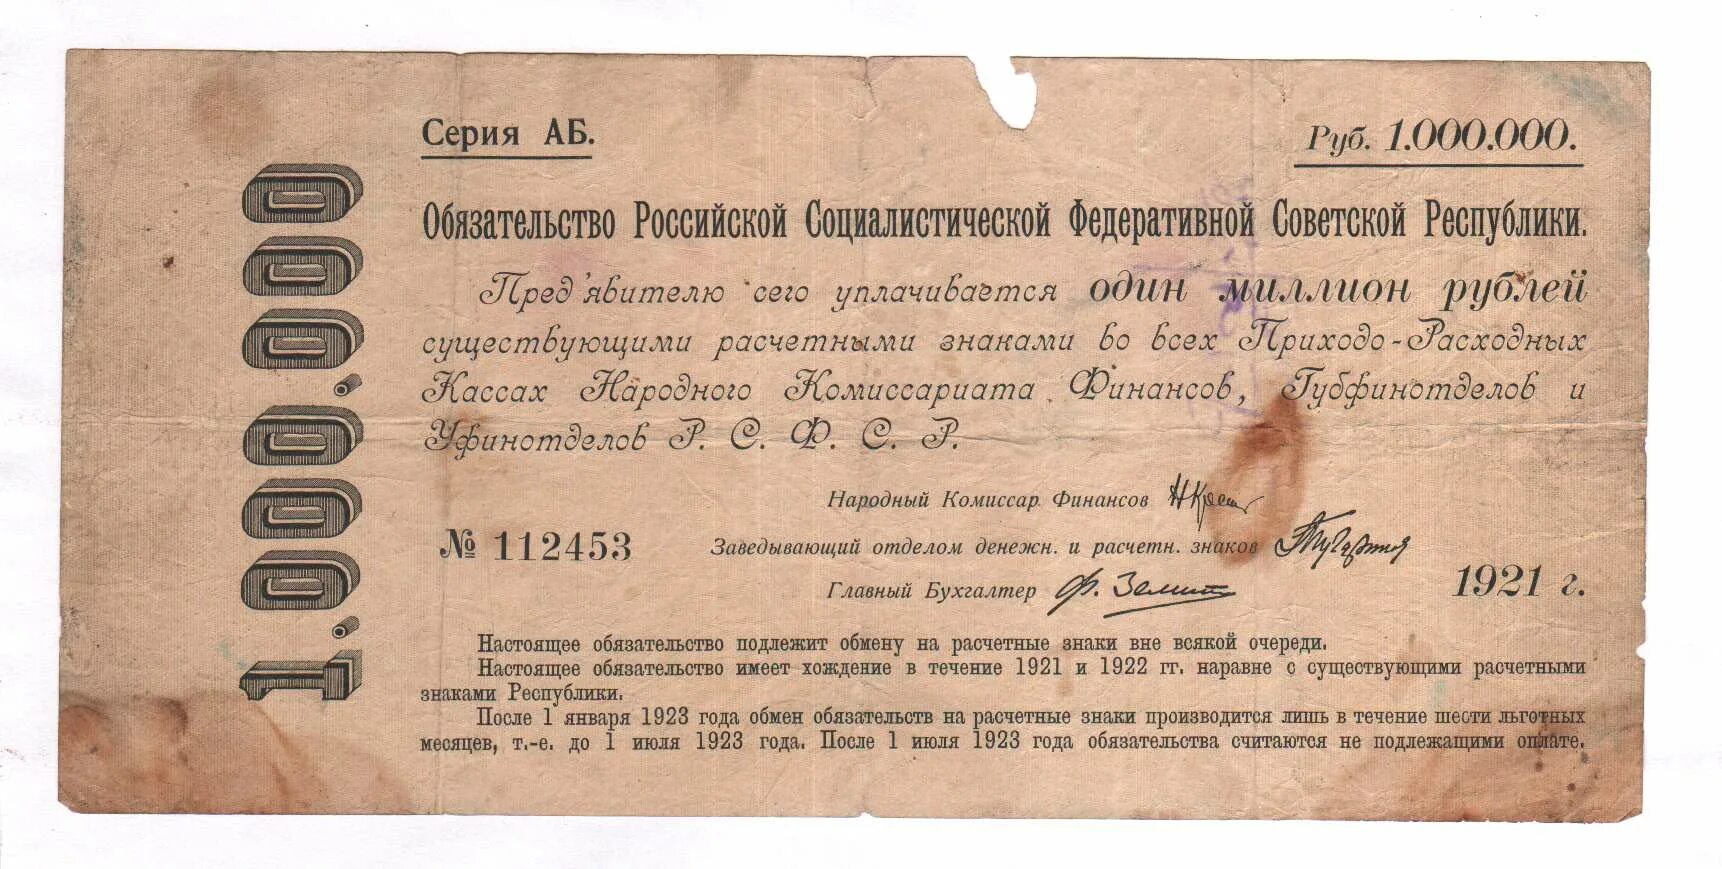 Серия АБ.
Руб. 1.000.000.
1.000.000
Обязательство Российской Социалистической Федеративной Советской Республики.
Пред'явителю сего уплачивается один миллион рублей
существующими расчетными знаками во всех Приходо-Расходных
Кассах Народного Комиссариата Финансов, Губфинотделов и
Уфинотделов Р. С. Ф. С. Р.
Народный Комиссар Финансов
№ 112453
Заведывающий отделом денежн. и расчетн. знаков
Главный Бухгалтер
1921 г.
Настоящее обязательство подлежит обмену на расчетные знаки вне всякой очереди.
Настоящее обязательство имеет хождение в течение 1921 и 1922 гг. наравне с существующими расчетными
знаками Республики.
После 1 января 1923 года обмен обязательств на расчетные знаки производится лишь в течение шести льготных
месяцев, т.-е. до 1 июля 1923 года. После 1 июля 1923 года обязательства считаются не подлежащими оплате.